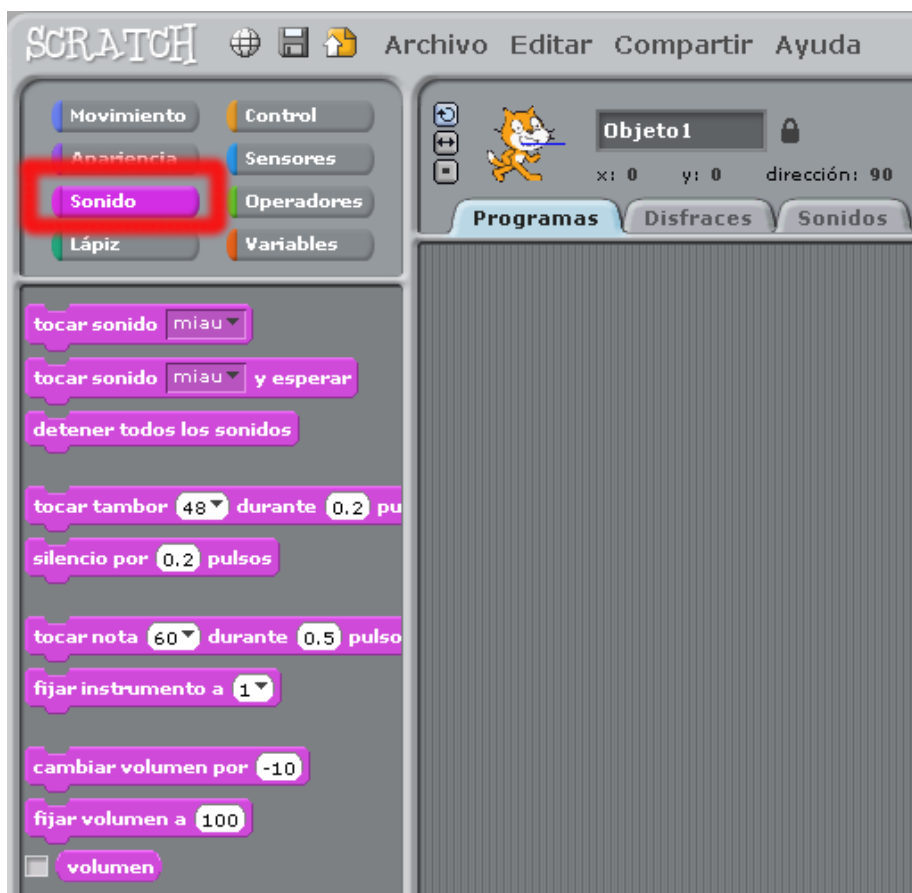 SCRATCH Archivo Editar Compartir Ayuda
Movimiento Control
Apariencia Sensores
Sonido Operadores
Lápiz Variables
Objeto1
x: 0 y: 0 dirección: 90
Programas Disfraces Sonidos
tocar sonido miau
tocar sonido miau y esperar
detener todos los sonidos
tocar tambor 48 durante 0.2 pu
silencio por 0.2 pulsos
tocar nota 60 durante 0.5 pulso
fijar instrumento a 1
cambiar volumen por -10
fijar volumen a 100
volumen